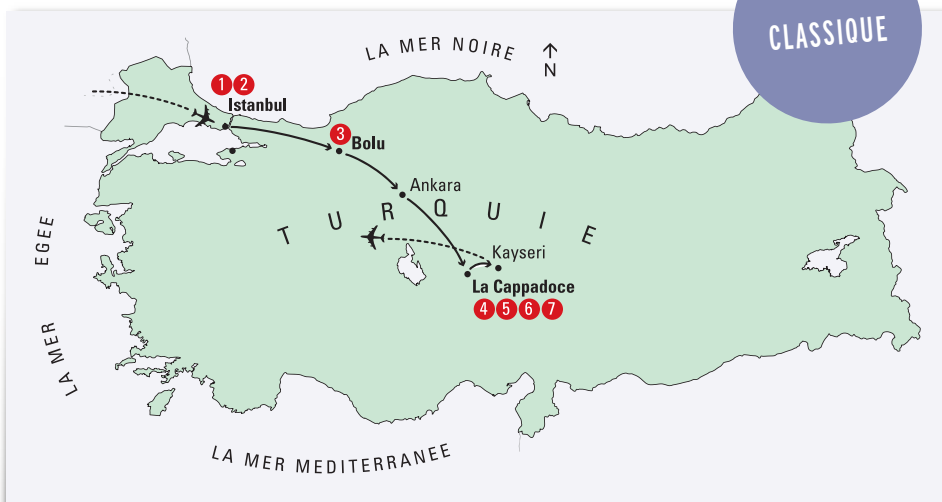 CLASSIQUE
LA MER NOIRE
N
1 2
Istanbul
3
Bolu
Ankara
TURQUIE
Kayseri
La Cappadoce
4 5 6 7
LA MER EGEE
LA MER MEDITERRANEE